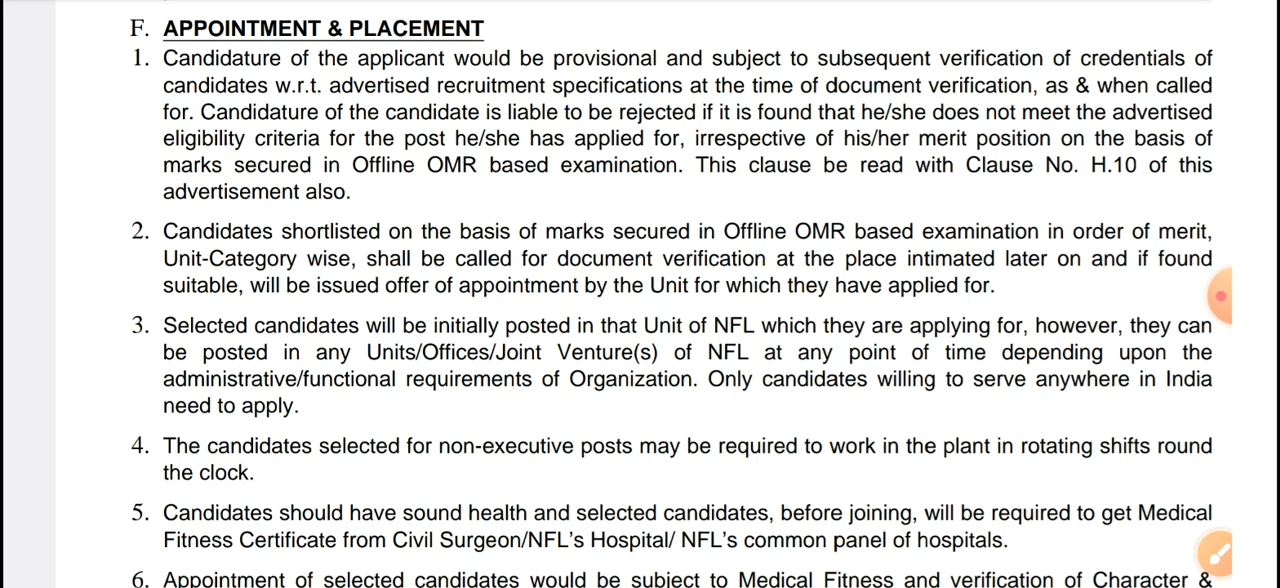 F. APPOINTMENT & PLACEMENT
1. Candidature of the applicant would be provisional and subject to subsequent verification of credentials of
candidates w.r.t. advertised recruitment specifications at the time of document verification, as & when called
for. Candidature of the candidate is liable to be rejected if it is found that he/she does not meet the advertised
eligibility criteria for the post he/she has applied for, irrespective of his/her merit position on the basis of
marks secured in Offline OMR based examination. This clause be read with Clause No. H.10 of this
advertisement also.
2. Candidates shortlisted on the basis of marks secured in Offline OMR based examination in order of merit,
Unit-Category wise, shall be called for document verification at the place intimated later on and if found
suitable, will be issued offer of appointment by the Unit for which they have applied for.
3. Selected candidates will be initially posted in that Unit of NFL which they are applying for, however, they can
be posted in any Units/Offices/Joint Venture(s) of NFL at any point of time depending upon the
administrative/functional requirements of Organization. Only candidates willing to serve anywhere in India
need to apply.
4. The candidates selected for non-executive posts may be required to work in the plant in rotating shifts round
the clock.
5. Candidates should have sound health and selected candidates, before joining, will be required to get Medical
Fitness Certificate from Civil Surgeon/NFL's Hospital/ NFL's common panel of hospitals.
6. Appointment of selected candidates would be subject to Medical Fitness and verification of Character &